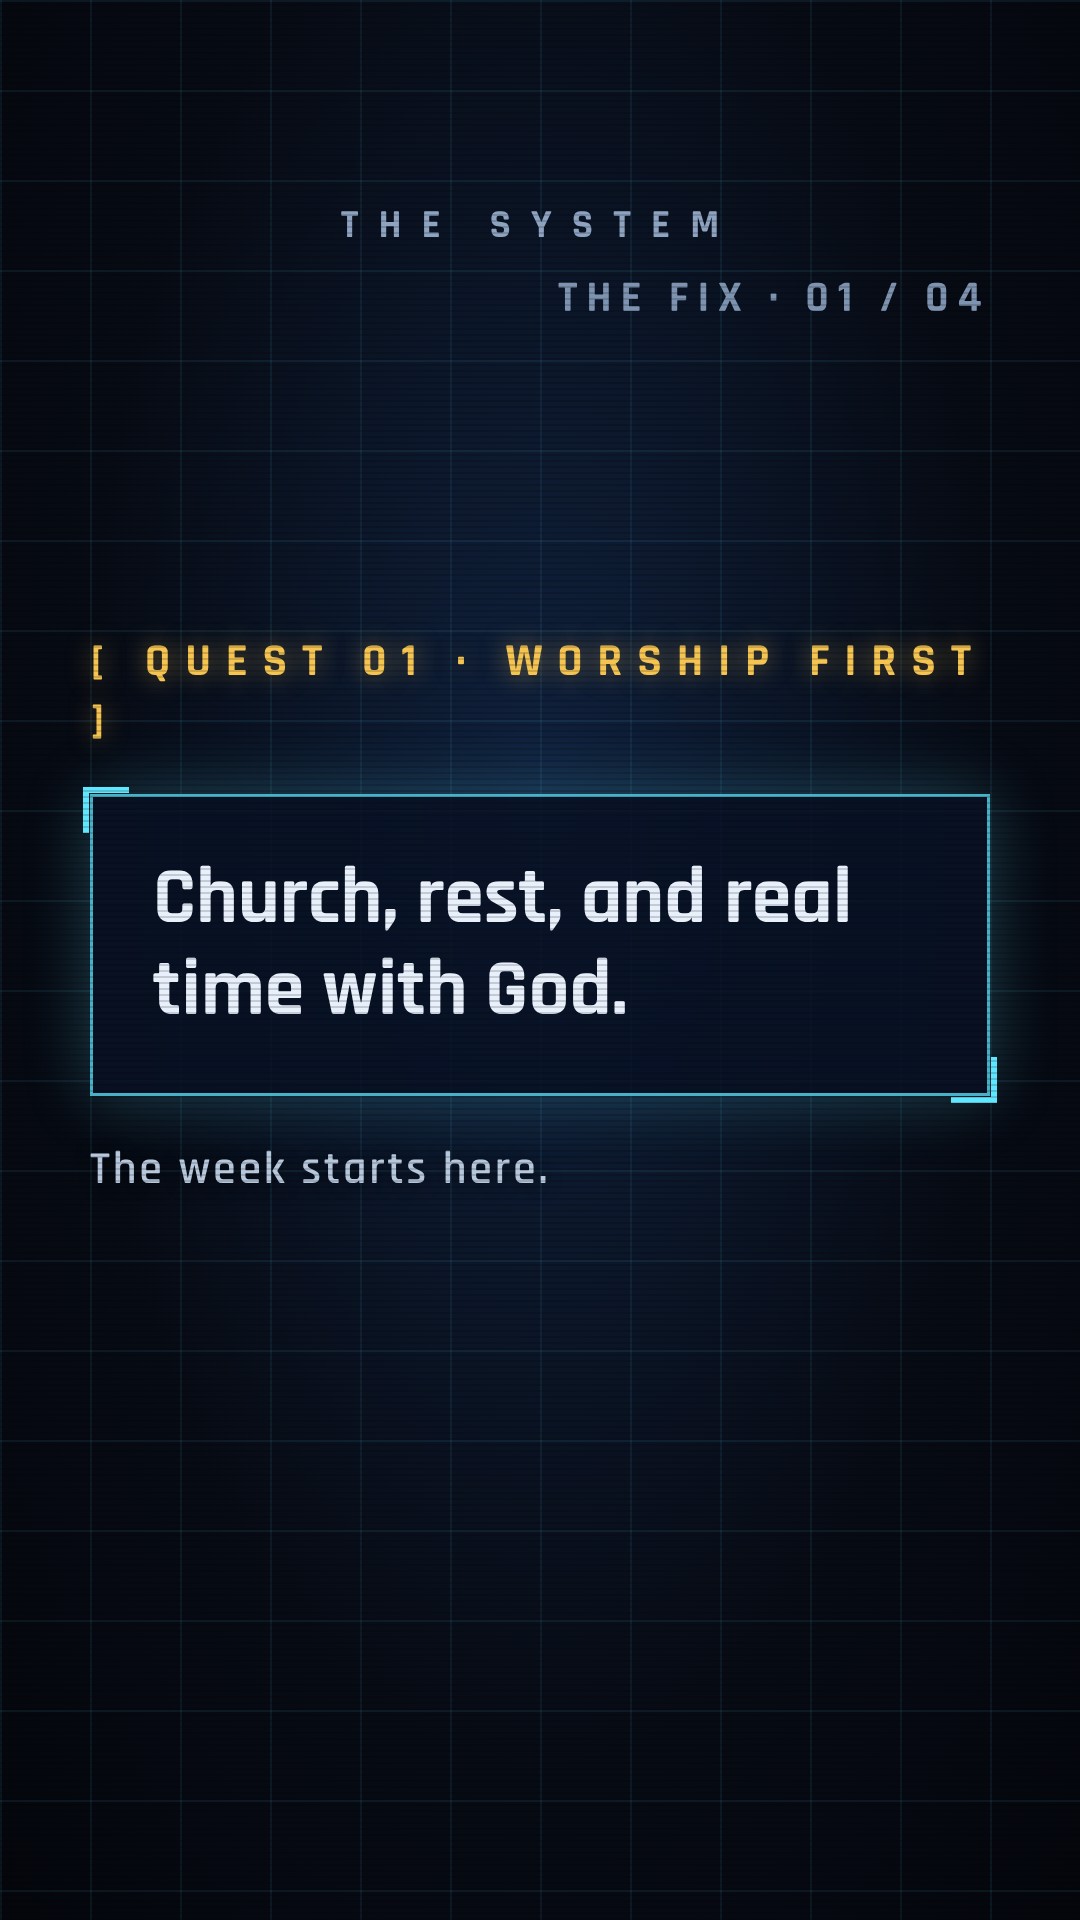 THE SYSTEM
THE FIX · 01 / 04
[ QUEST 01 · WORSHIP FIRST
]
Church, rest, and real
time with God.
The week starts here.